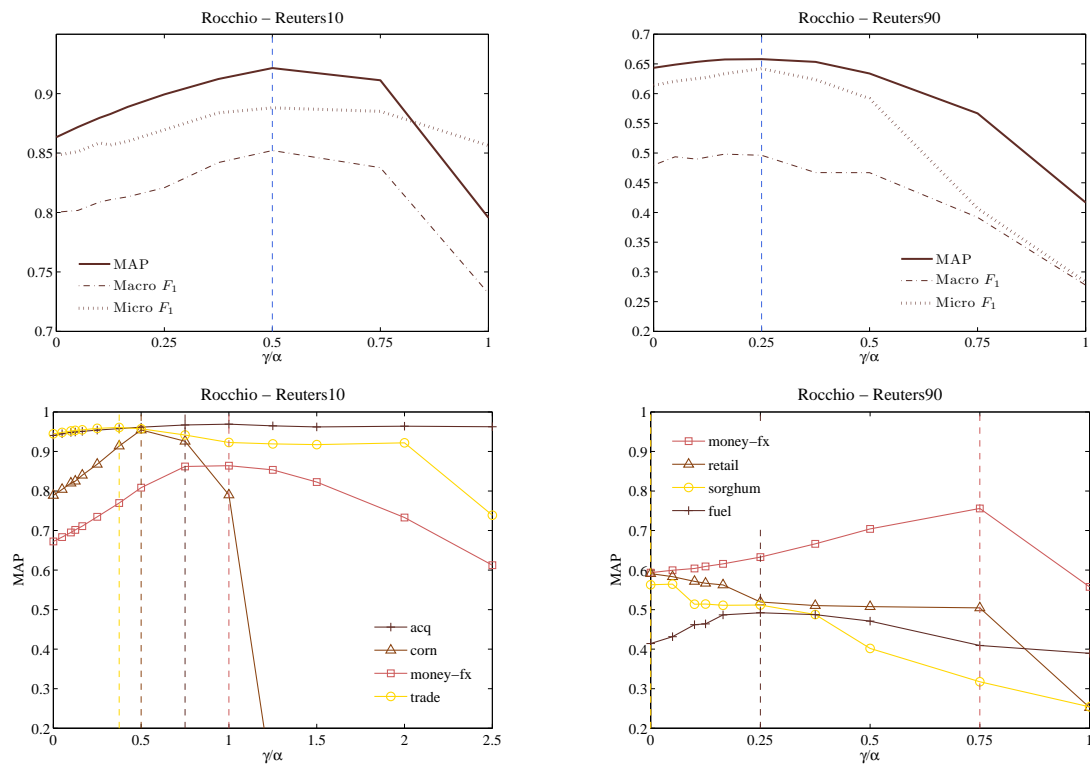 Rocchio – Reuters10
0.9
0.85
0.8
0.75
0.7
MAP
Macro F1
Micro F1
0 0.25 0.5 0.75 1
γ/α
Rocchio – Reuters90
0.7
0.65
0.6
0.55
0.5
0.45
0.4
0.35
0.3
0.25
0.2
MAP
Macro F1
Micro F1
0 0.25 0.5 0.75 1
γ/α
Rocchio – Reuters10
1
0.9
0.8
0.7
0.6
0.5
0.4
0.3
0.2
MAP
acq
corn
money−fx
trade
0 0.5 1 1.5 2 2.5
γ/α
Rocchio – Reuters90
1
0.9
0.8
0.7
0.6
0.5
0.4
0.3
0.2
MAP
money−fx
retail
sorghum
fuel
0 0.25 0.5 0.75 1
γ/α